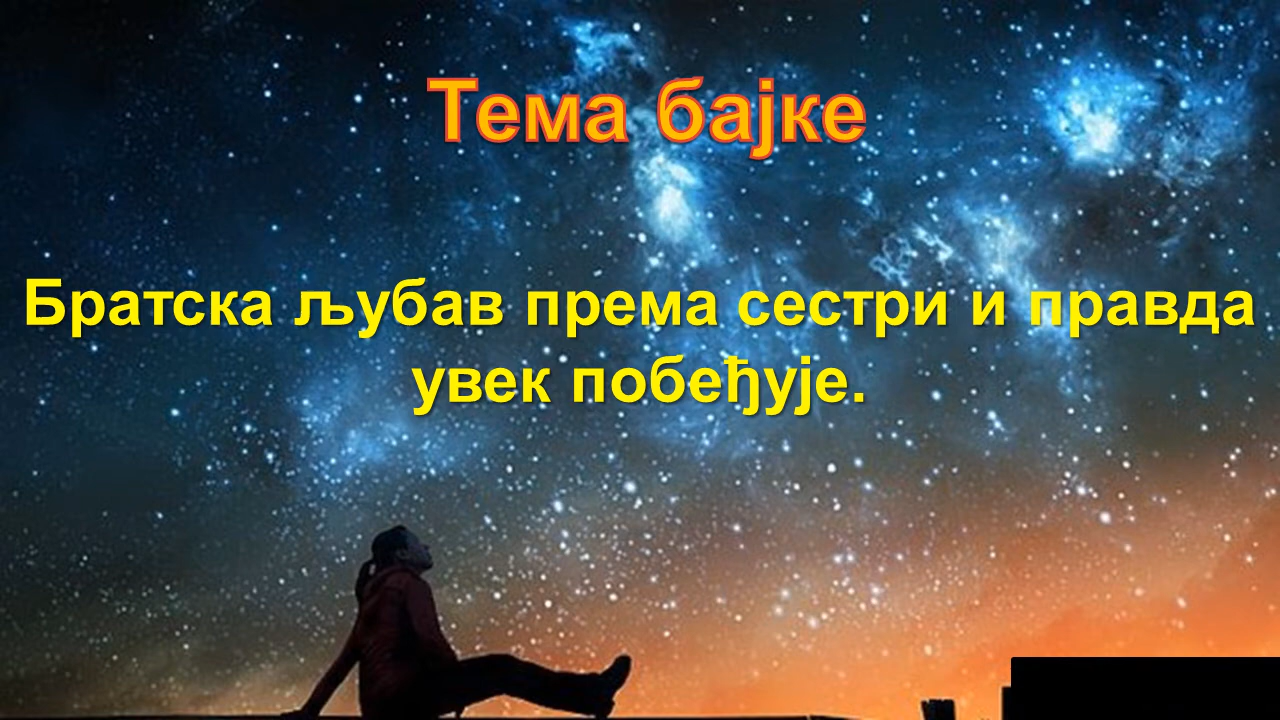 Тема бајке
Братска љубав према сестри и правда
увек побеђује.